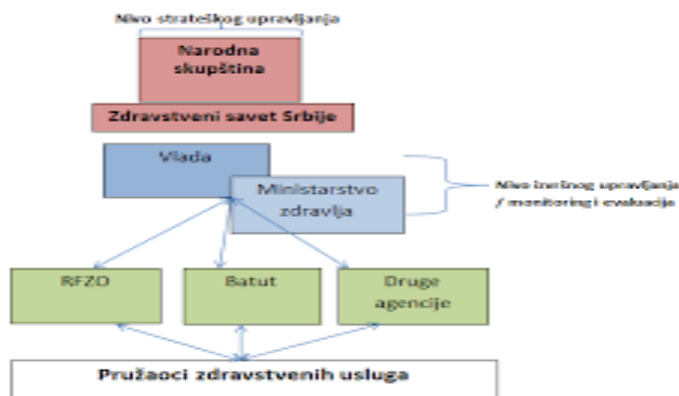 Nivo strateškog upravljanja
Narodna
skupština
Zdravstveni savet Srbije
Vlada
Ministarstvo
zdravlja
Nivo izvršnog upravljanja
/ monitoring i evaluacija
RFZO
Batut
Druge
agencije
Pružaoci zdravstvenih usluga